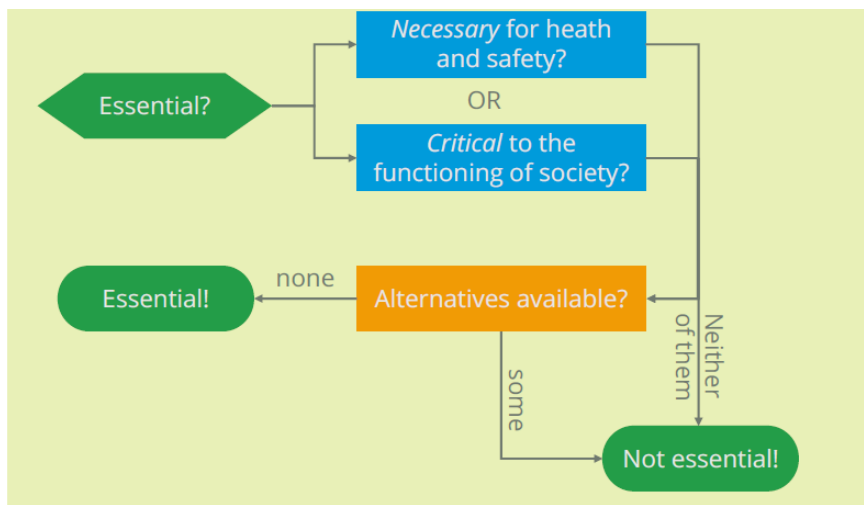 Necessary for heath
and safety?
Essential?
OR
Critical to the
functioning of society?
Essential!
none
Alternatives available?
Neither
of them
some
Not essential!